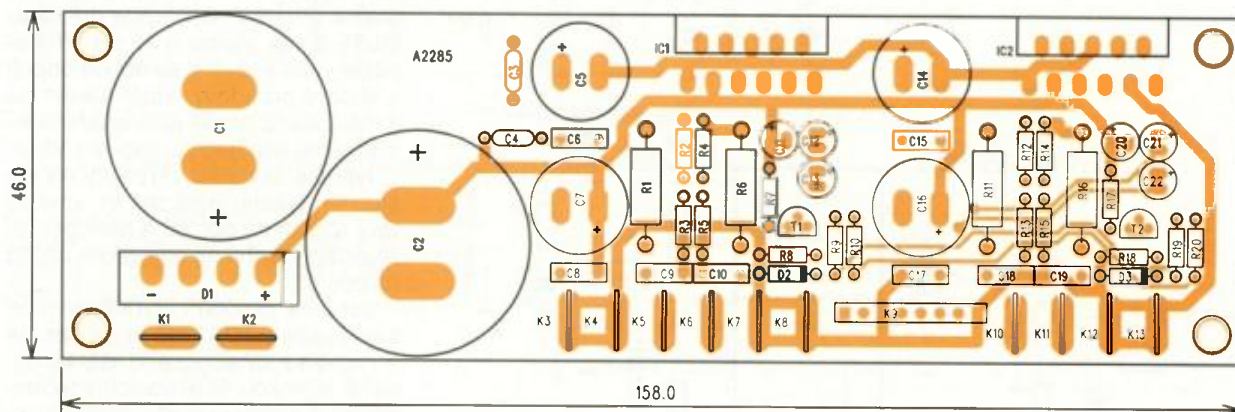 46.0
158.0
A2285
C1
+
C2
+
-
D1
+
K1
K2
C3
C4
C5
+
C6
C7
+
C8
IC1
R1
R2
R3
R4
R5
R6
R7
C9
C10
C12
T1
R8
D2
R9
R10
K3
K4
K5
K6
K7
K8
K9
C14
+
C15
C16
+
C17
IC2
R11
R12
R13
R14
R15
R16
R17
C18
C19
C20
C21
C22
T2
R18
D3
R19
R20
K10
K11
K12
K13